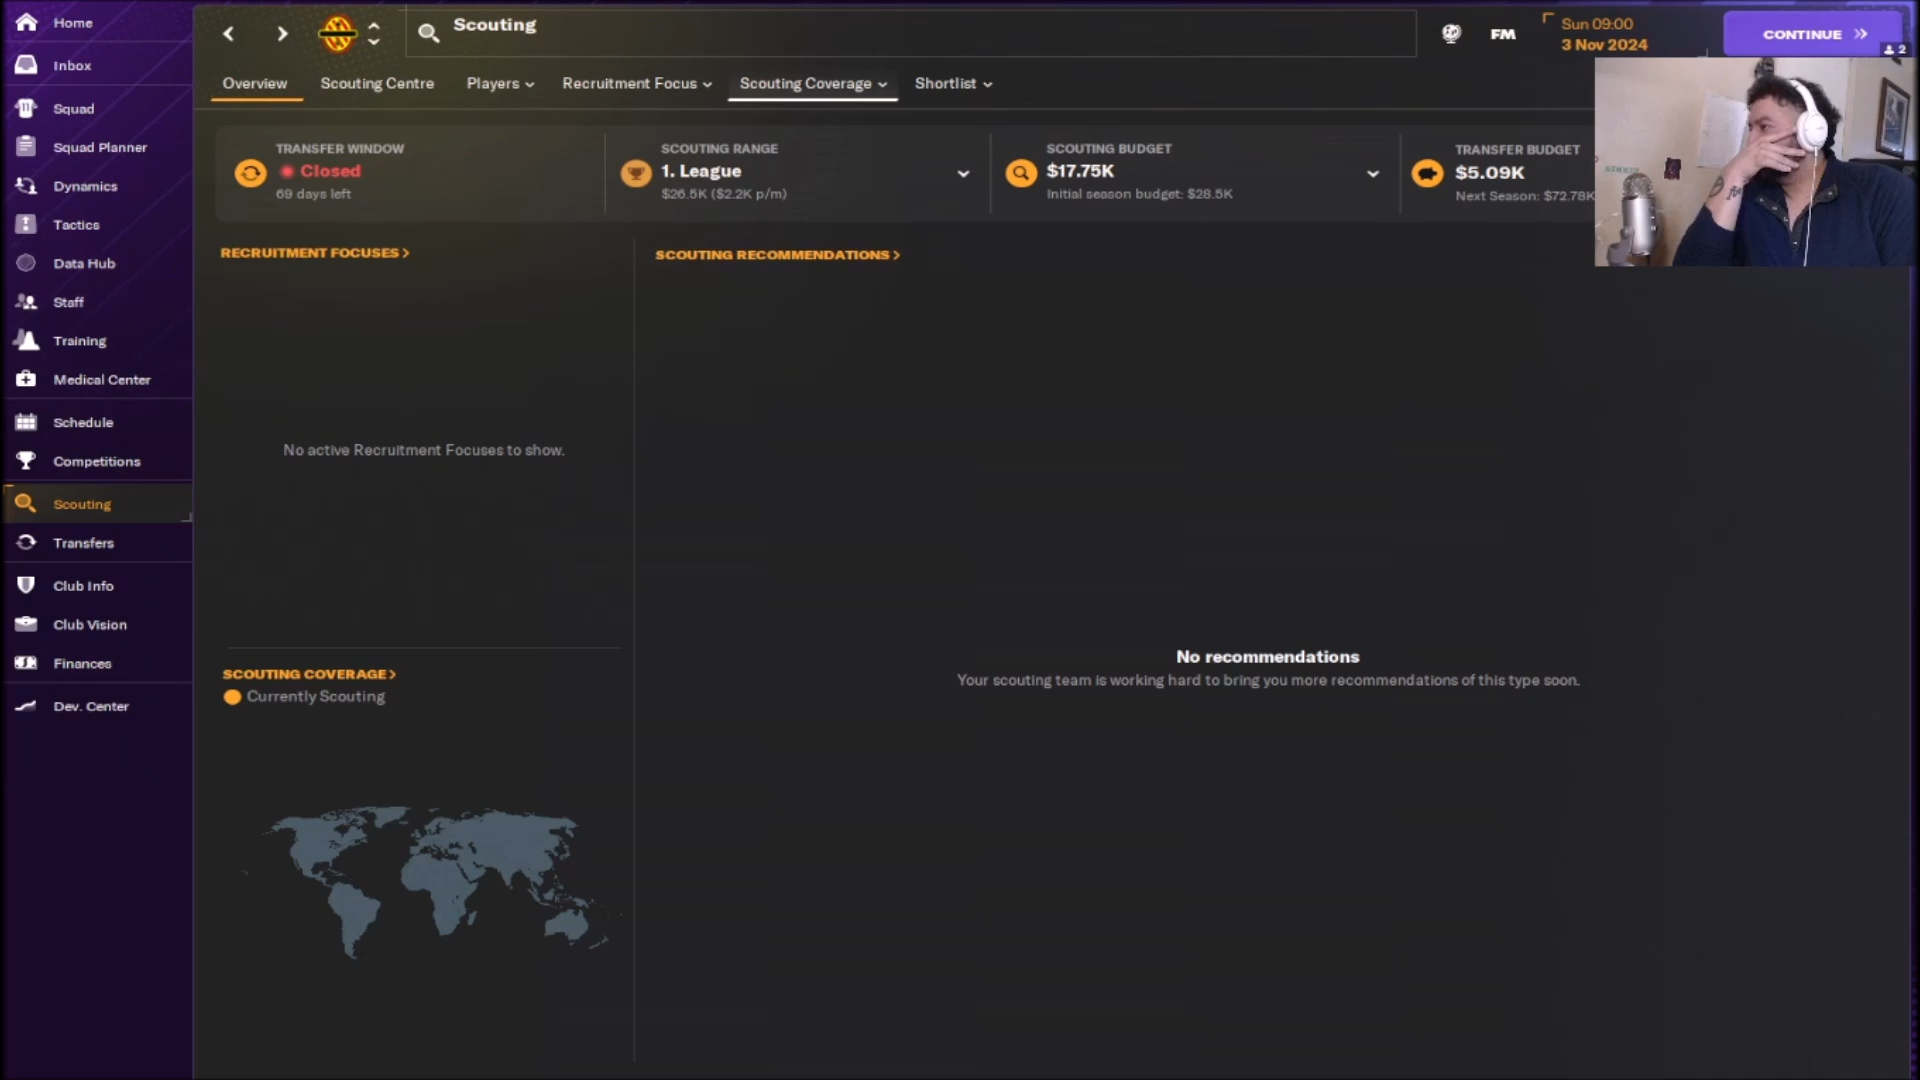 Home
Inbox
Squad
Squad Planner
Dynamics
Tactics
Data Hub
Staff
Training
Medical Center
Schedule
Competitions
Scouting
Transfers
Club Info
Club Vision
Finances
Dev. Center
Scouting
FM
Sun 09:00
3 Nov 2024
CONTINUE
2
Overview
Scouting Centre
Players
Recruitment Focus
Scouting Coverage
Shortlist
TRANSFER WINDOW
Closed
69 days left
SCOUTING RANGE
1. League
$26.5K ($2.2K p/m)
SCOUTING BUDGET
$17.75K
Initial season budget: $28.5K
TRANSFER BUDGET
$5.09K
Next Season: $72.78K
RECRUITMENT FOCUSES >
No active Recruitment Focuses to show.
SCOUTING COVERAGE >
Currently Scouting
SCOUTING RECOMMENDATIONS >
No recommendations
Your scouting team is working hard to bring you more recommendations of this type soon.